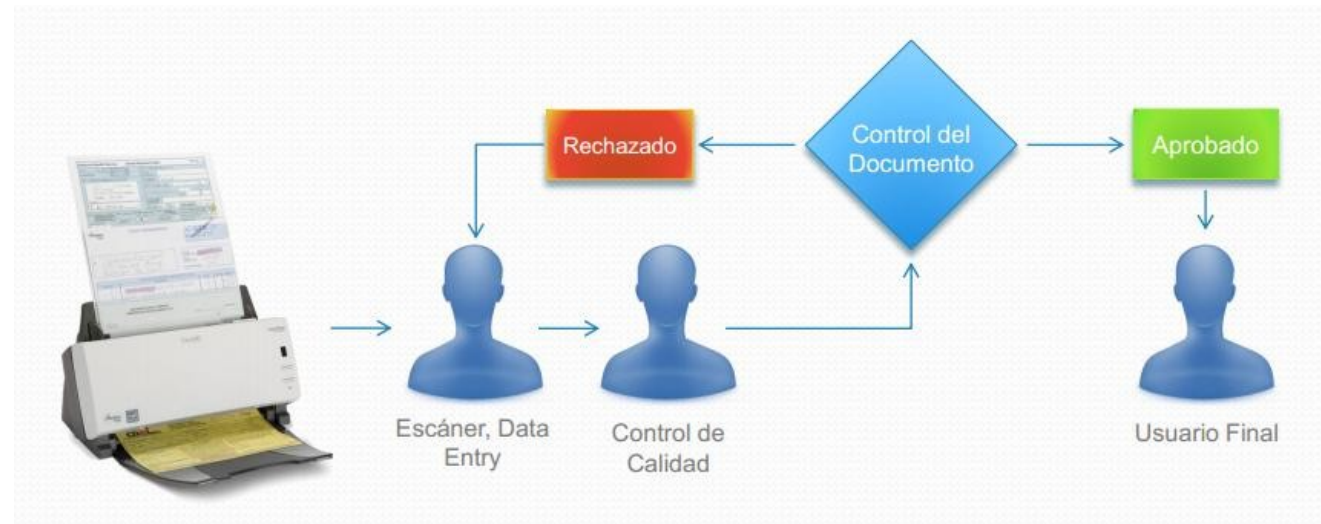 Rechazado
Control del
Documento
Aprobado
Escáner, Data
Entry
Control de
Calidad
Usuario Final